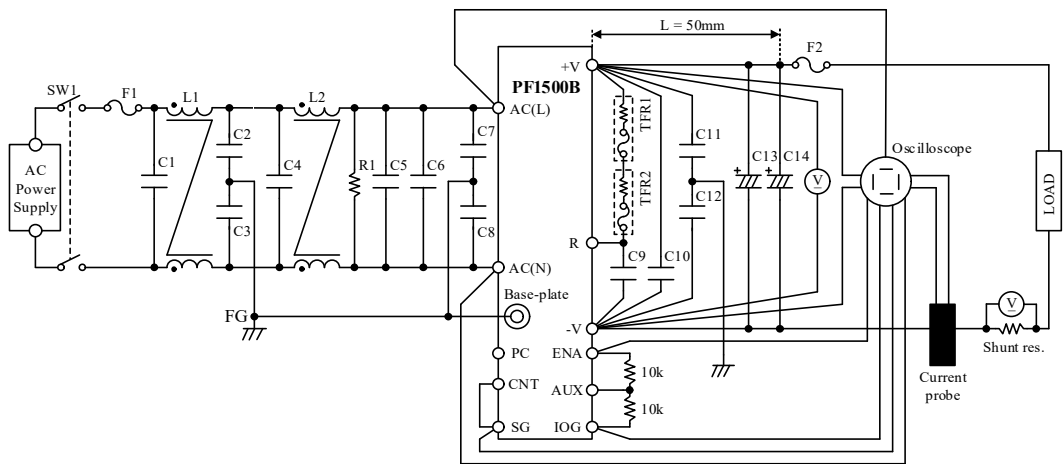 L = 50mm
F2
SW1
F1
L1
L2
PF1500B
+V
AC(L)
TFR1
C7
C2
C11
Oscilloscope
AC
Power
Supply
C1
C4
R1
C5
C6
C13
C14
V
LOAD
TFR2
C12
C3
C8
R
C9
C10
AC(N)
Base-plate
V
FG
-V
PC
ENA
Shunt res.
10k
CNT
AUX
Current
probe
10k
SG
IOG